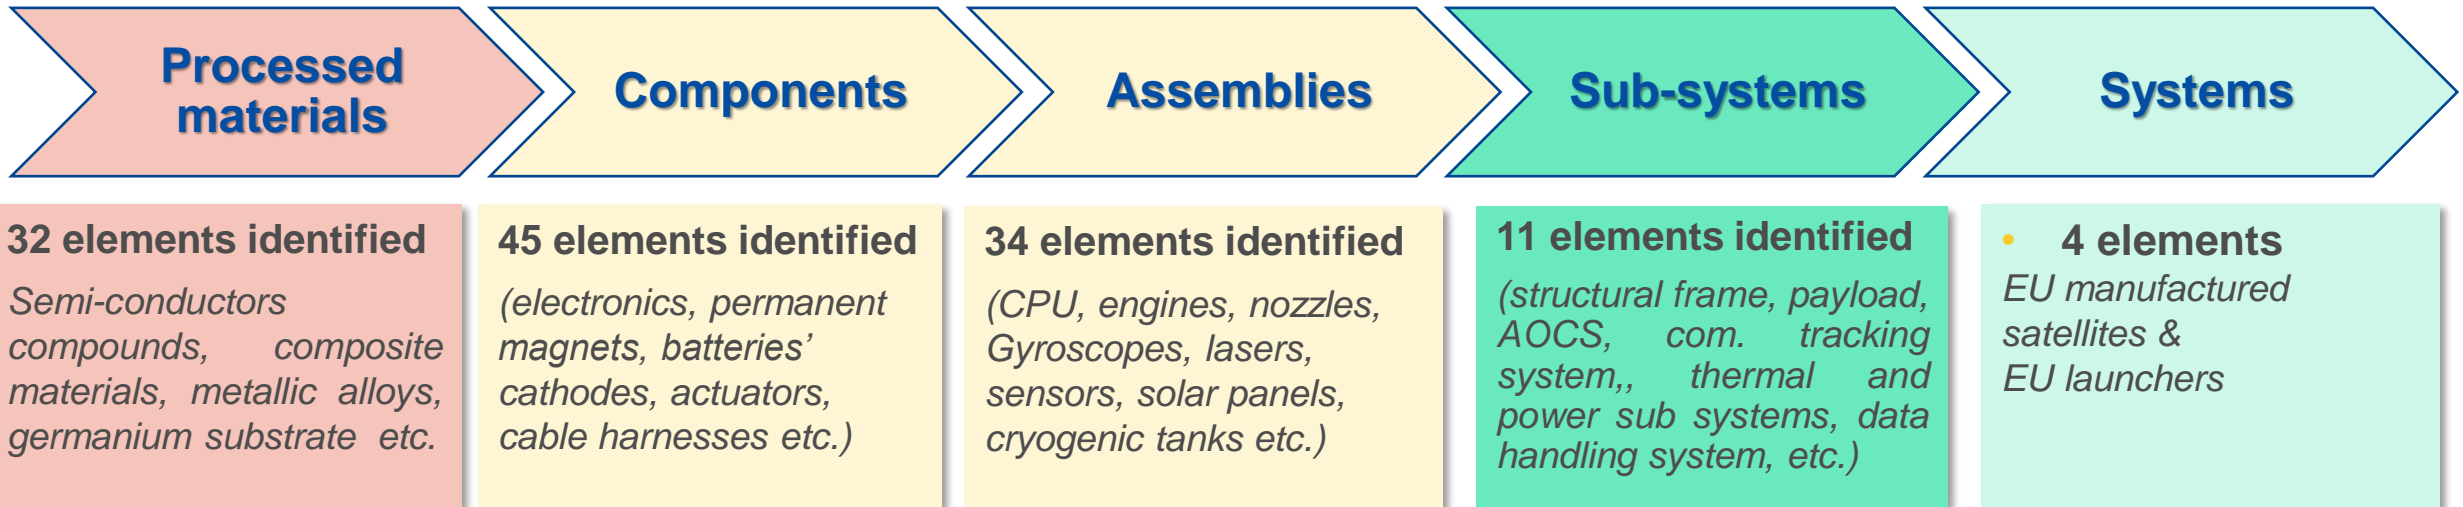 Processed
materials
Components
Assemblies
Sub-systems
Systems
32 elements identified
Semi-conductors
compounds, composite
materials, metallic alloys,
germanium substrate etc.
45 elements identified
(electronics, permanent
magnets, batteries’
cathodes, actuators,
cable harnesses etc.)
34 elements identified
(CPU, engines, nozzles,
Gyroscopes, lasers,
sensors, solar panels,
cryogenic tanks etc.)
11 elements identified
(structural frame, payload,
AOCS, com. tracking
system,, thermal and
power sub systems, data
handling system, etc.)
• 4 elements
EU manufactured
satellites &
EU launchers